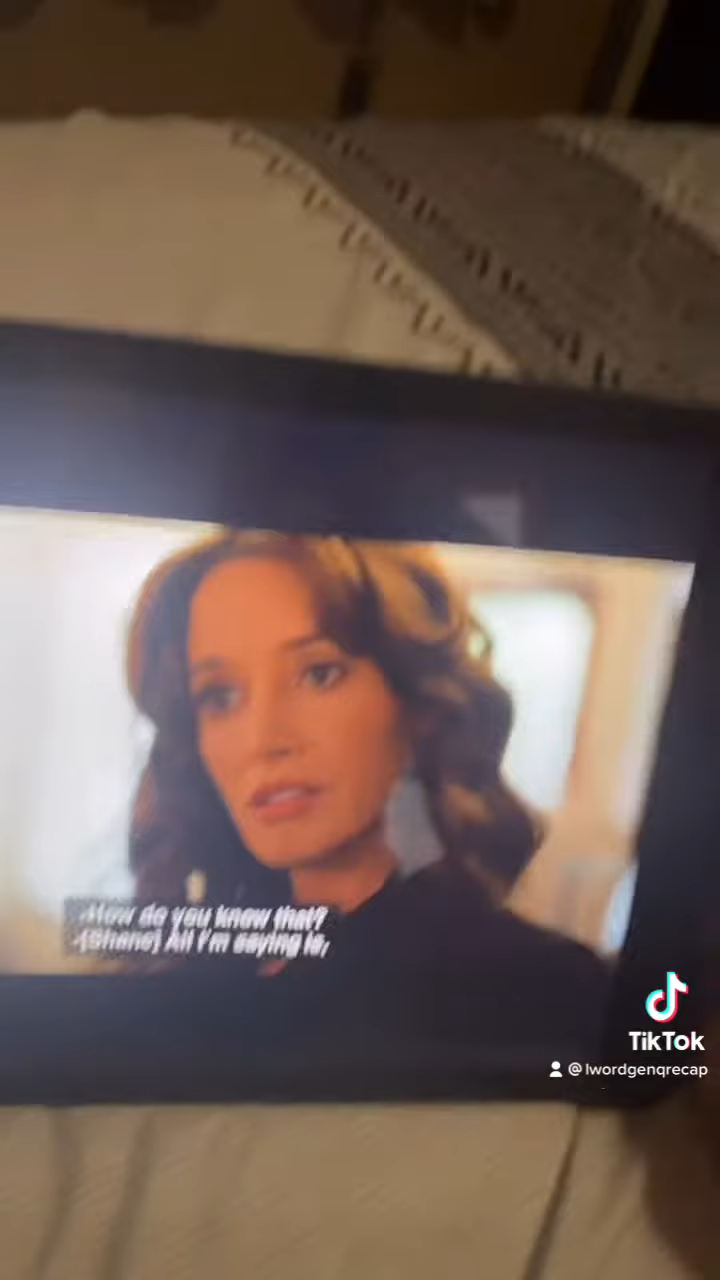 -How do you know that?
-[Shane] All I'm saying is,
TikTok
@lwordgenqrecap